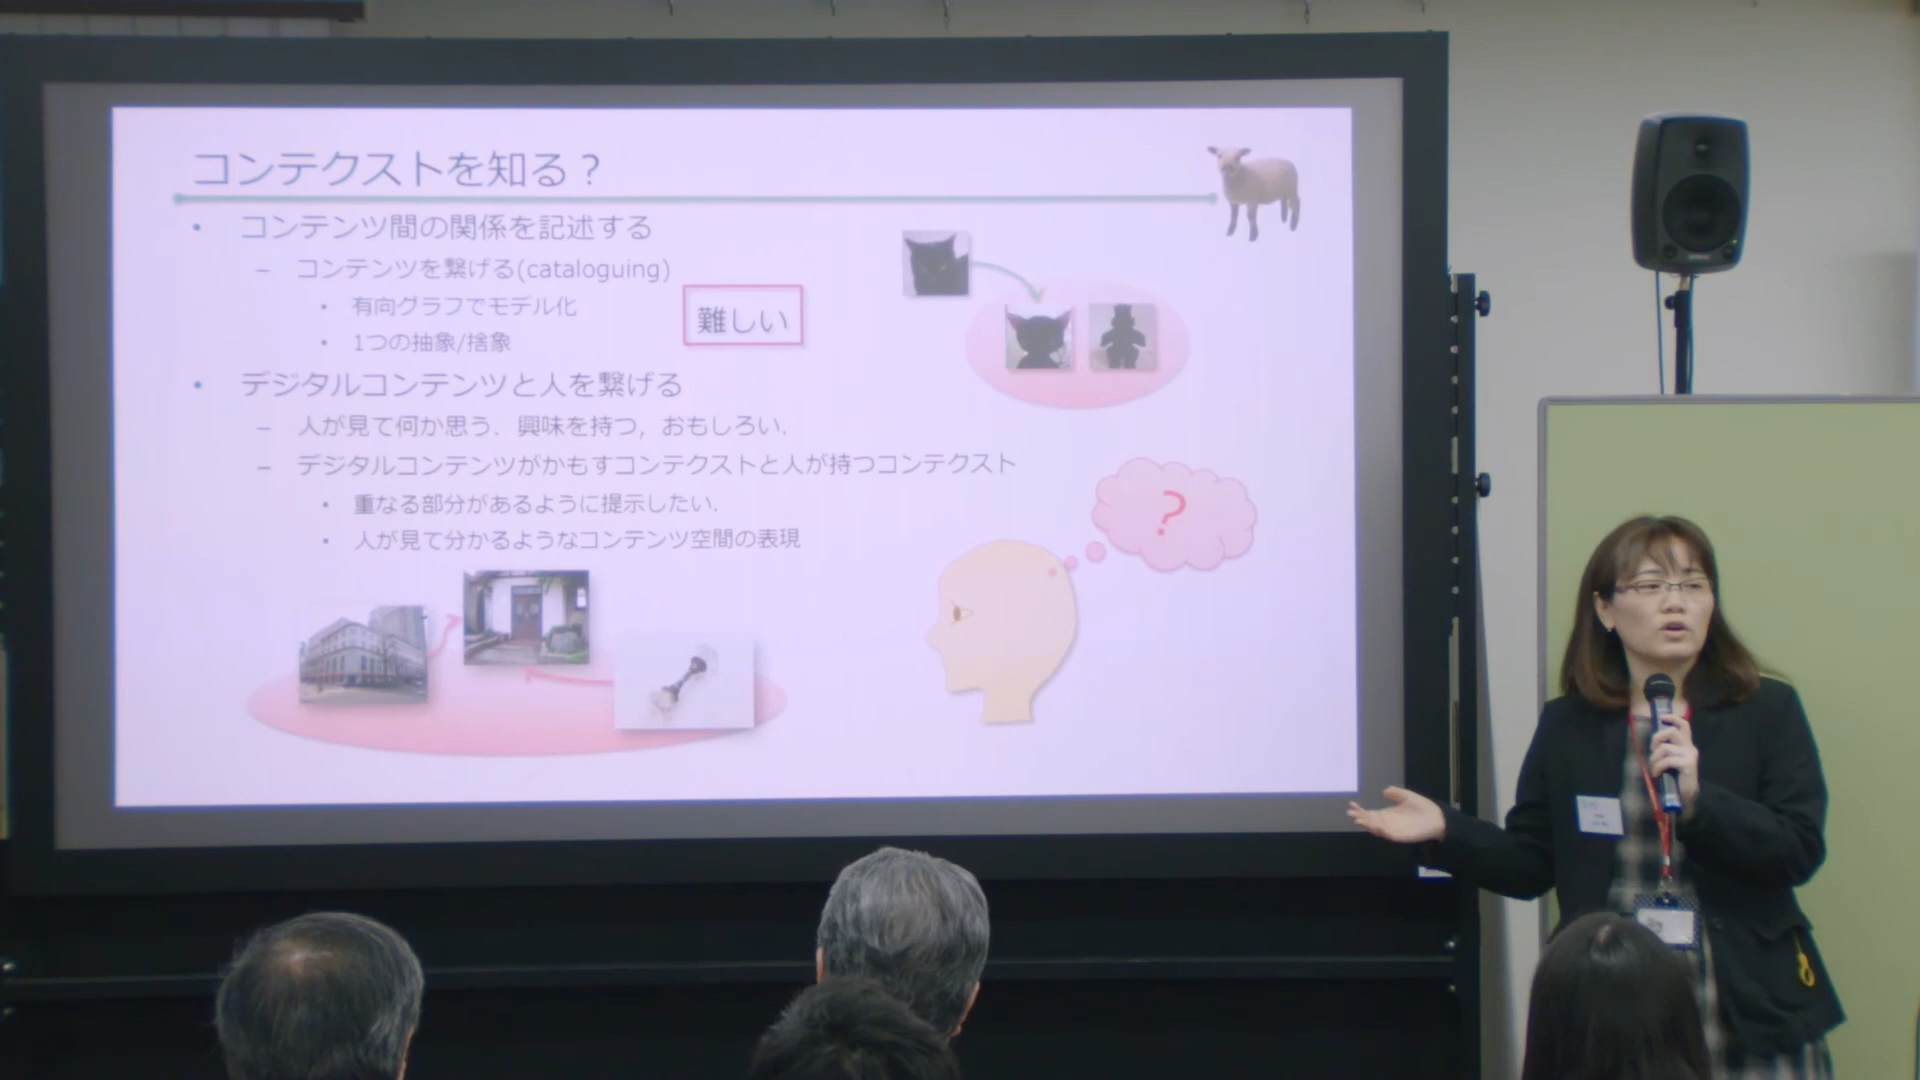 コンテクストを知る？
• コンテンツ間の関係を記述する
– コンテンツを繋げる(cataloguing)
• 有向グラフでモデル化
• 1つの抽象/捨象
難しい
• デジタルコンテンツと人を繋げる
– 人が見て何か思う．興味を持つ，おもしろい．
– デジタルコンテンツがかもすコンテクストと人が持つコンテクスト
• 重なる部分があるように提示したい．
• 人が見て分かるようなコンテンツ空間の表現
?